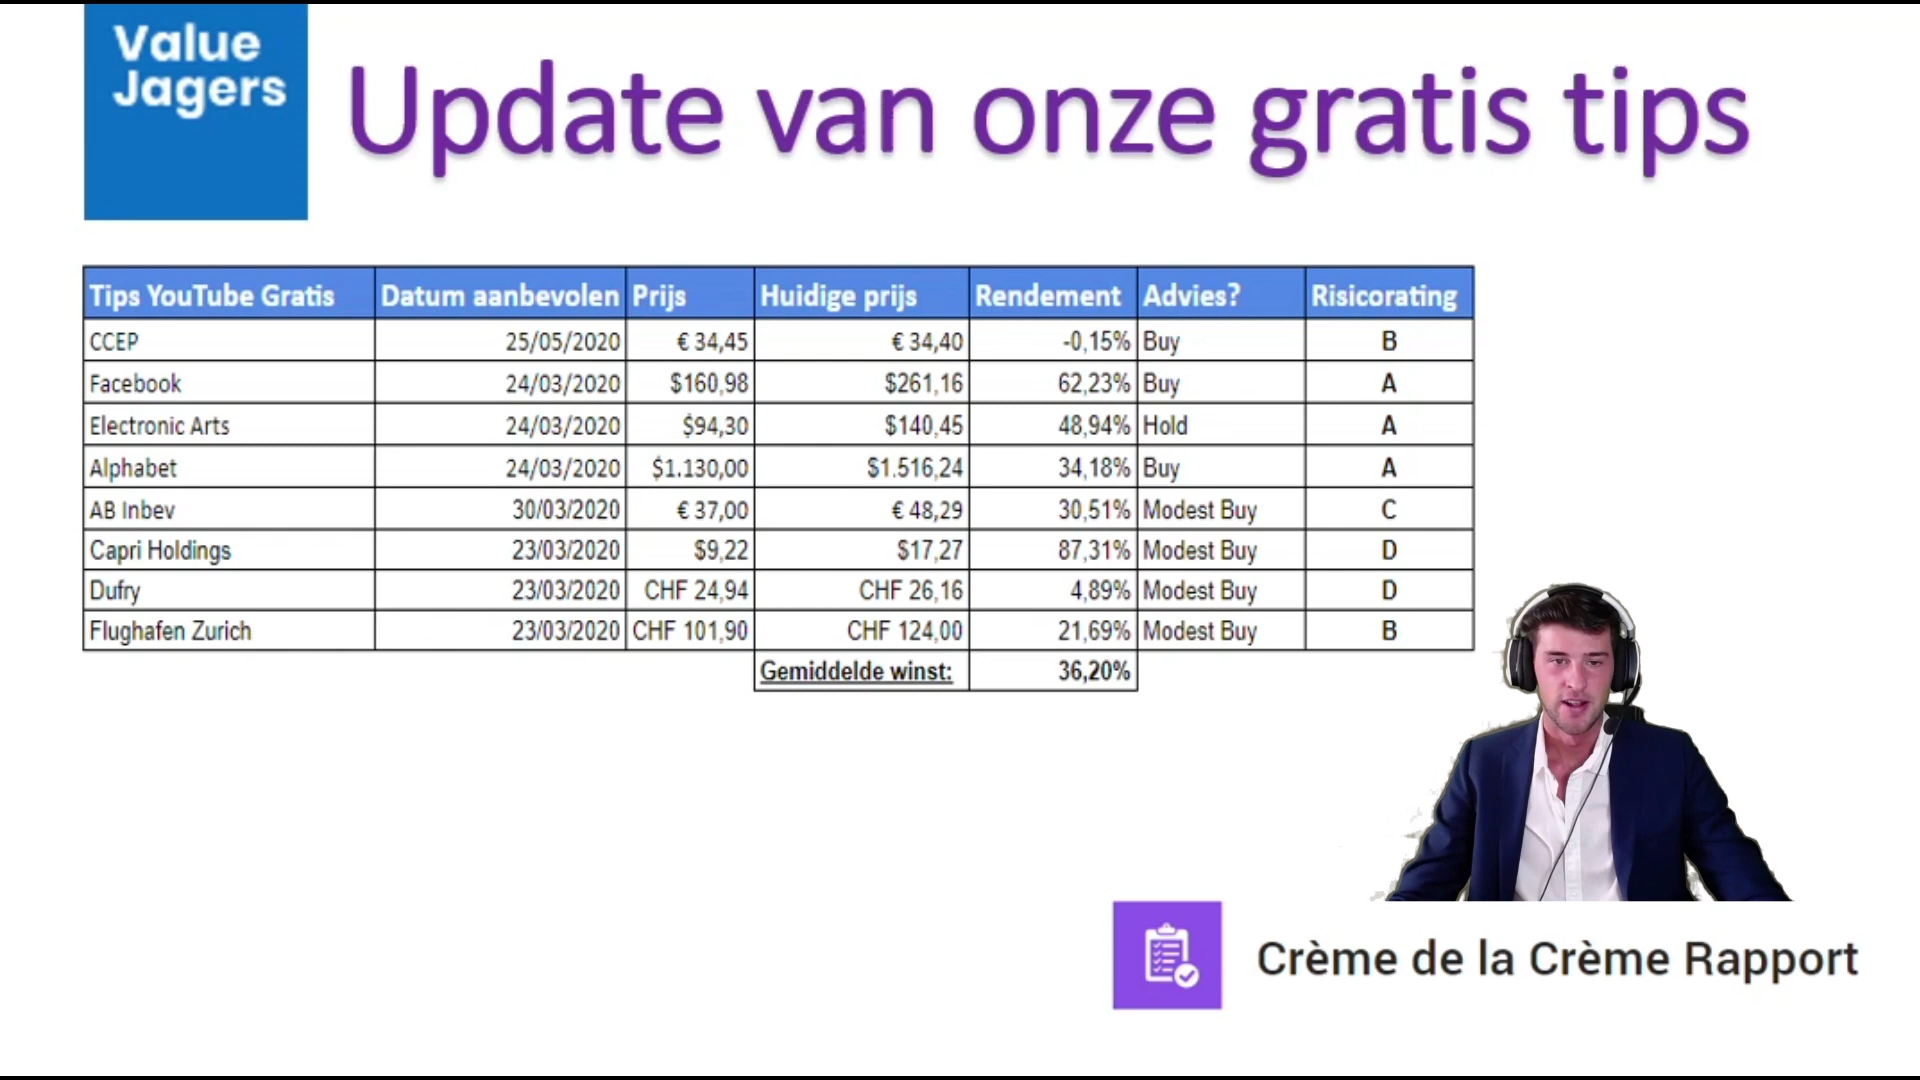 Value
Jagers
Update van onze gratis tips
Tips YouTube Gratis Datum aanbevolen Prijs Huidige prijs Rendement Advies? Risicorating
CCEP 25/05/2020 € 34,45 € 34,40 -0,15% Buy B
Facebook 24/03/2020 $160,98 $261,16 62,23% Buy A
Electronic Arts 24/03/2020 $94,30 $140,45 48,94% Hold A
Alphabet 24/03/2020 $1.130,00 $1.516,24 34,18% Buy A
AB Inbev 30/03/2020 € 37,00 € 48,29 30,51% Modest Buy C
Capri Holdings 23/03/2020 $9,22 $17,27 87,31% Modest Buy D
Dufry 23/03/2020 CHF 24,94 CHF 26,16 4,89% Modest Buy D
Flughafen Zurich 23/03/2020 CHF 101,90 CHF 124,00 21,69% Modest Buy B
Gemiddelde winst: 36,20%
Crème de la Crème Rapport